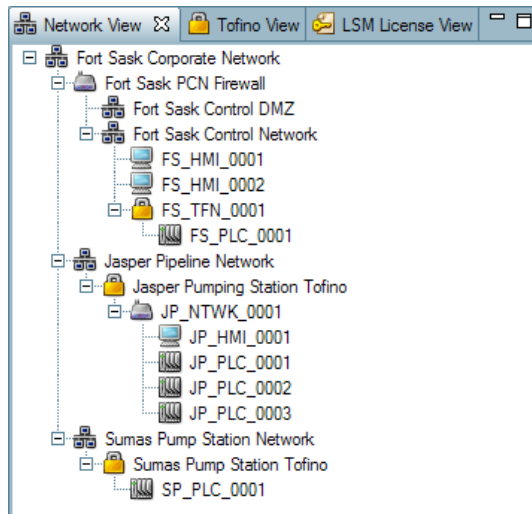 Network View Tofino View LSM License View
Fort Sask Corporate Network
Fort Sask PCN Firewall
Fort Sask Control DMZ
Fort Sask Control Network
FS_HMI_0001
FS_HMI_0002
FS_TFN_0001
FS_PLC_0001
Jasper Pipeline Network
Jasper Pumping Station Tofino
JP_NTWK_0001
JP_HMI_0001
JP_PLC_0001
JP_PLC_0002
JP_PLC_0003
Sumas Pump Station Network
Sumas Pump Station Tofino
SP_PLC_0001